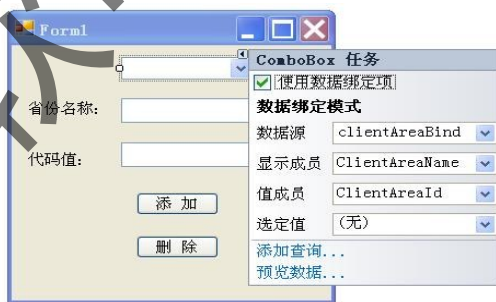 Form1
ComboBox 任务
使用数据绑定项
数据绑定模式
省份名称:
数据源 clientAreaBind
代码值:
显示成员 ClientAreaName
值成员 ClientAreaId
添 加
选定值 (无)
删 除
添加查询...
预览数据...